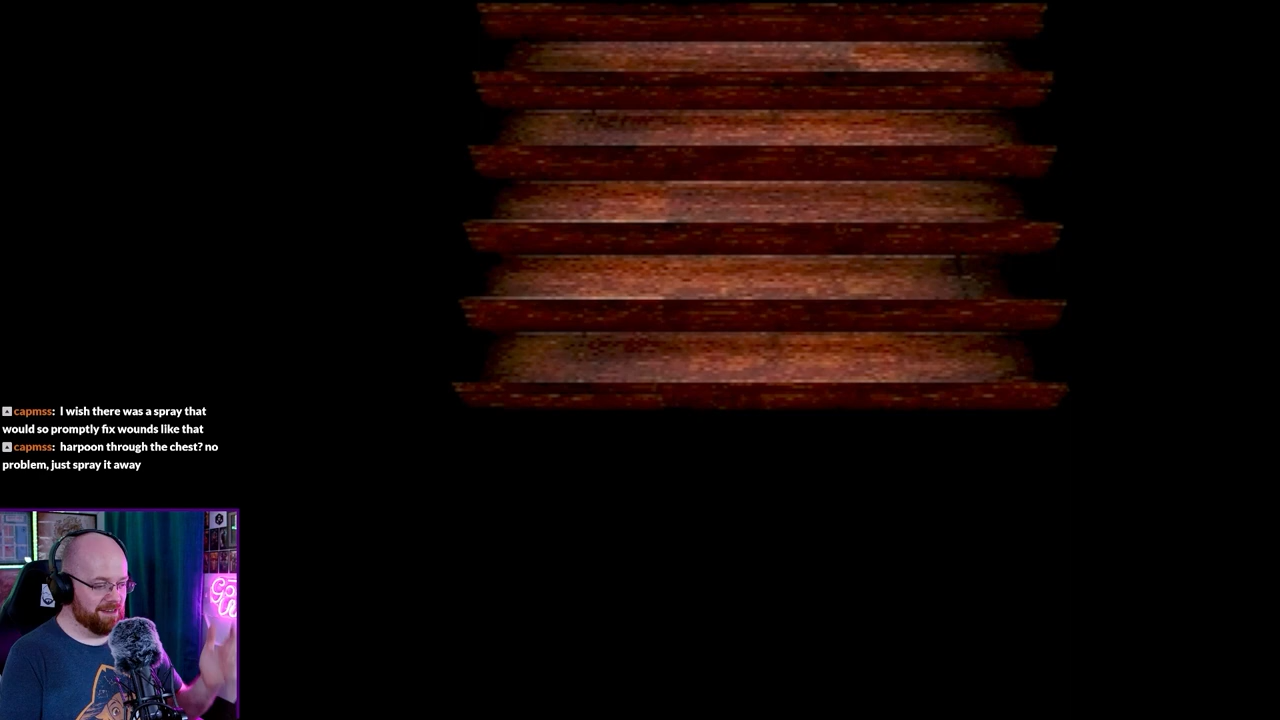 capmss: I wish there was a spray that
would so promptly fix wounds like that
capmss: harpoon through the chest? no
problem, just spray it away